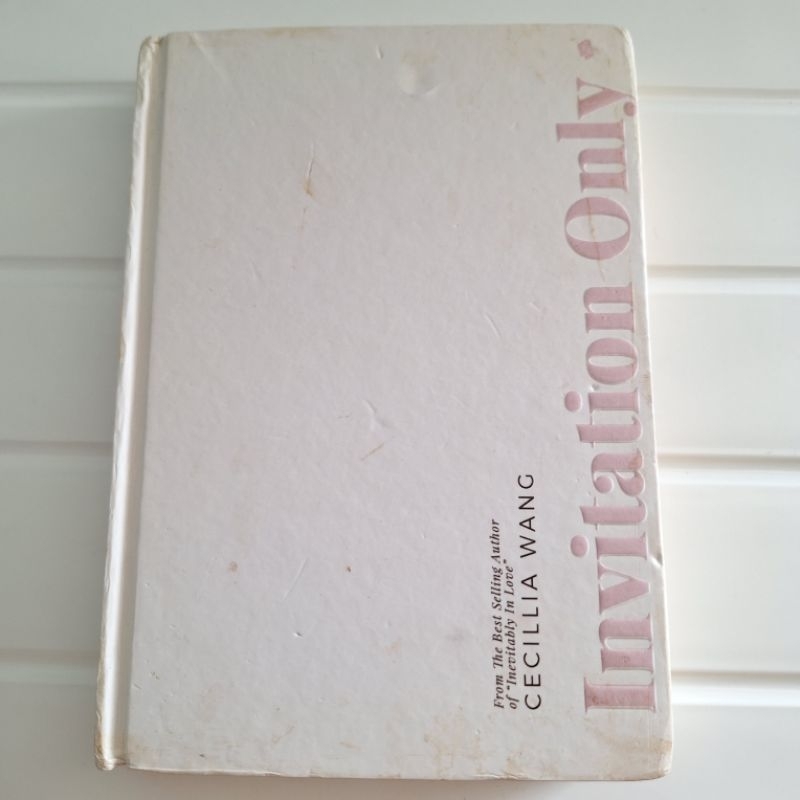 From The Best Selling Author
of "Inevitably In Love"
CECILLIA WANG
Invitation Only •